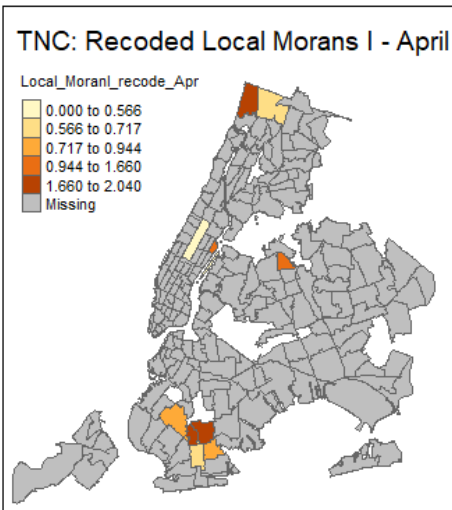 TNC: Recoded Local Morans I - April
Local_MoranI_recode_Apr
0.000 to 0.566
0.566 to 0.717
0.717 to 0.944
0.944 to 1.660
1.660 to 2.040
Missing